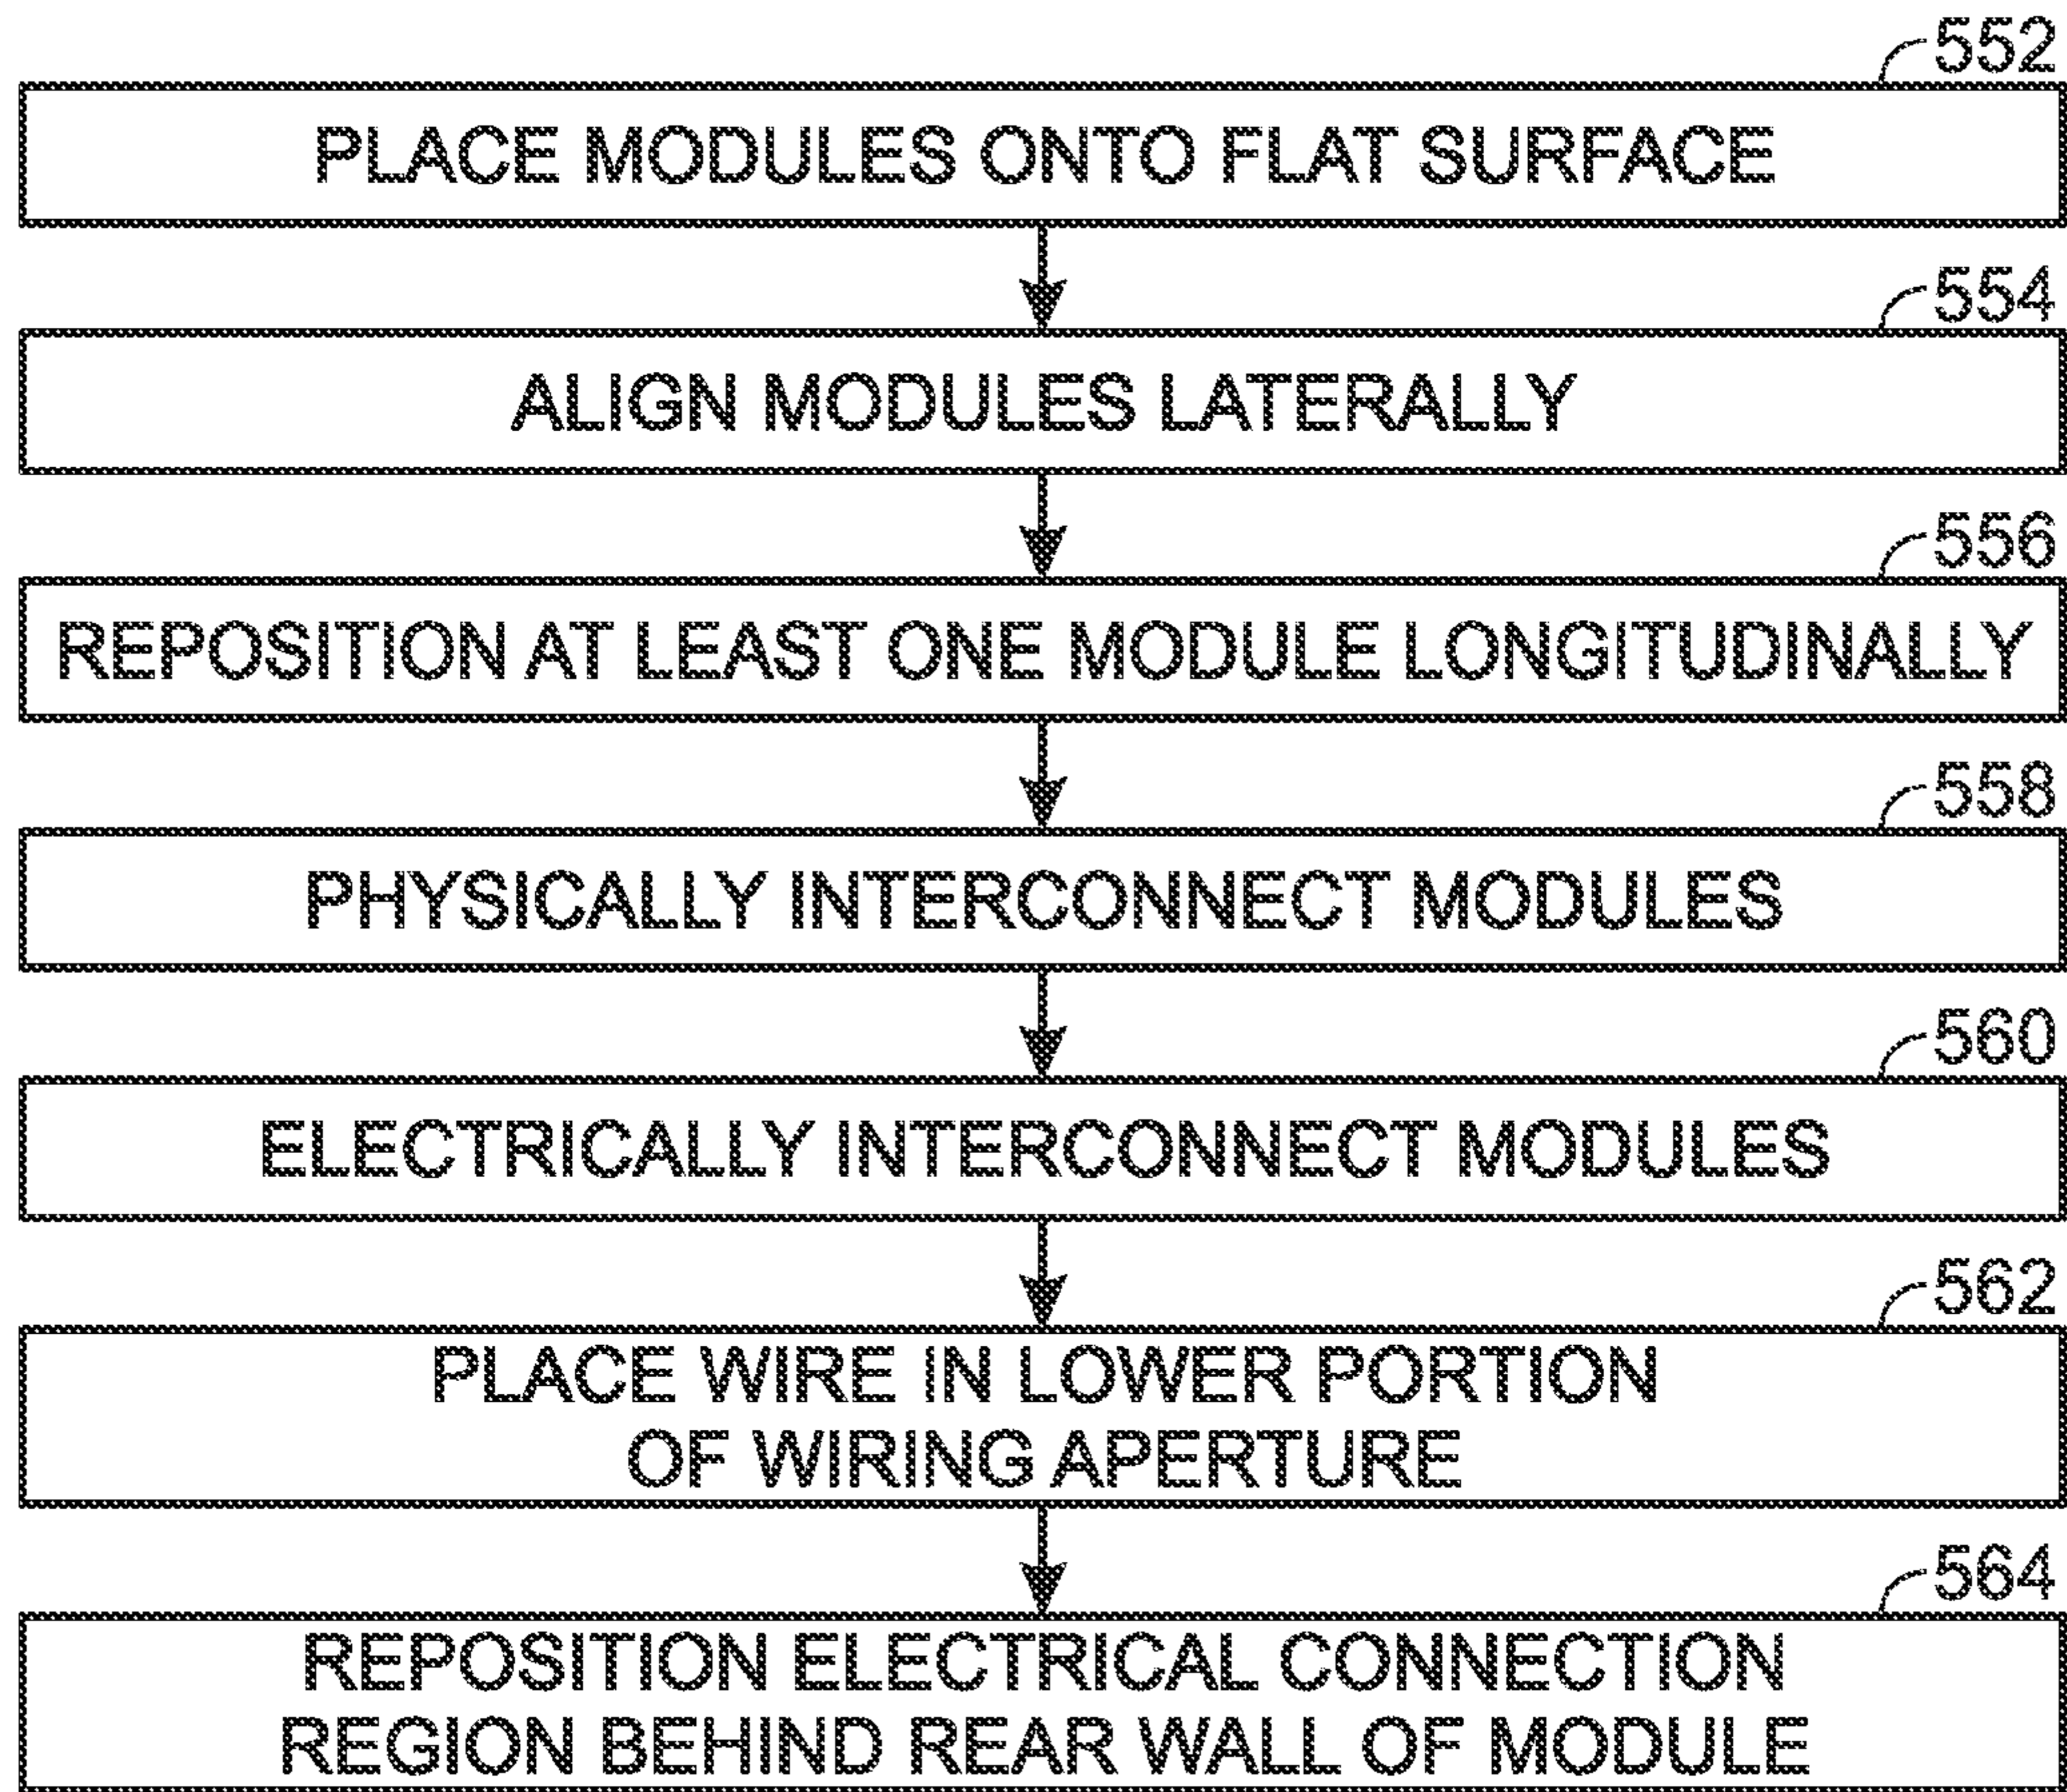 552
PLACE MODULES ONTO FLAT SURFACE
554
ALIGN MODULES LATERALLY
556
REPOSITION AT LEAST ONE MODULE LONGITUDINALLY
558
PHYSICALLY INTERCONNECT MODULES
560
ELECTRICALLY INTERCONNECT MODULES
562
PLACE WIRE IN LOWER PORTION
OF WIRING APERTURE
564
REPOSITION ELECTRICAL CONNECTION
REGION BEHIND REAR WALL OF MODULE